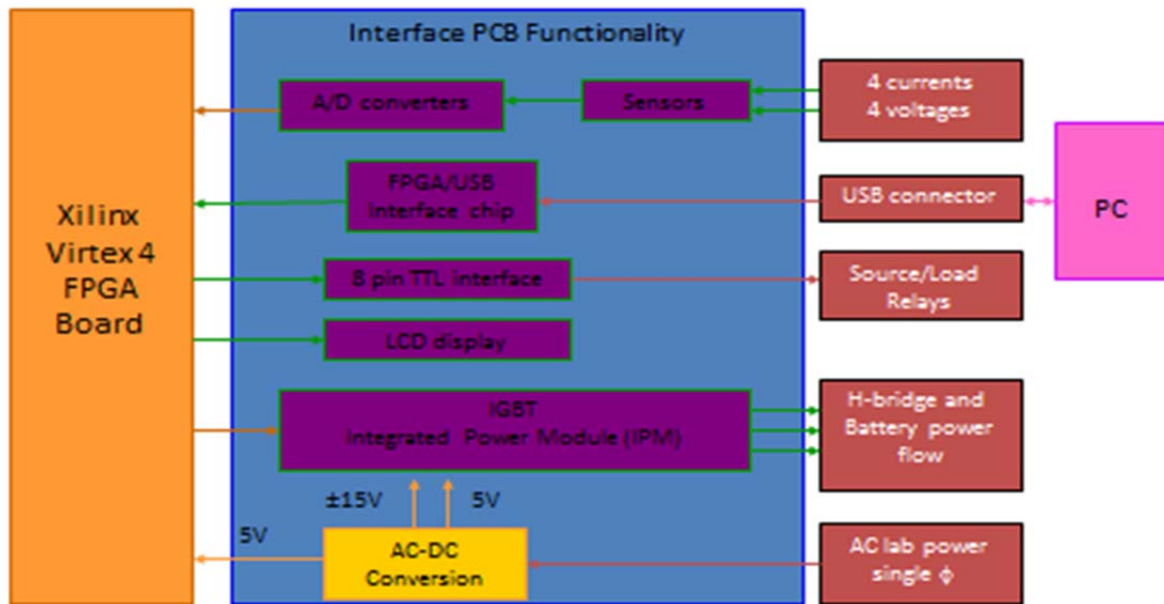 Interface PCB Functionality
A/D converters
Sensors
4 currents
4 voltages
FPGA/USB
Interface chip
USB connector
PC
Xilinx
Virtex 4
FPGA
Board
8 pin TTL interface
Source/Load
Relays
LCD display
IGBT
Integrated Power Module (IPM)
H-bridge and
Battery power
flow
±15V
5V
5V
AC-DC
Conversion
AC lab power
single ϕ